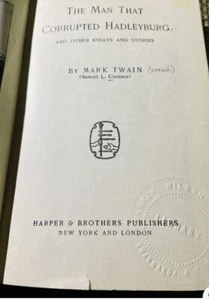 THE MAN THAT
CORRUPTED HADLEYBURG
AND OTHER ESSAYS AND STORIES
BY MARK TWAIN
(Samuel L. Clemens)
HARPER & BROTHERS PUBLISHERS
NEW YORK AND LONDON
LIBRARY